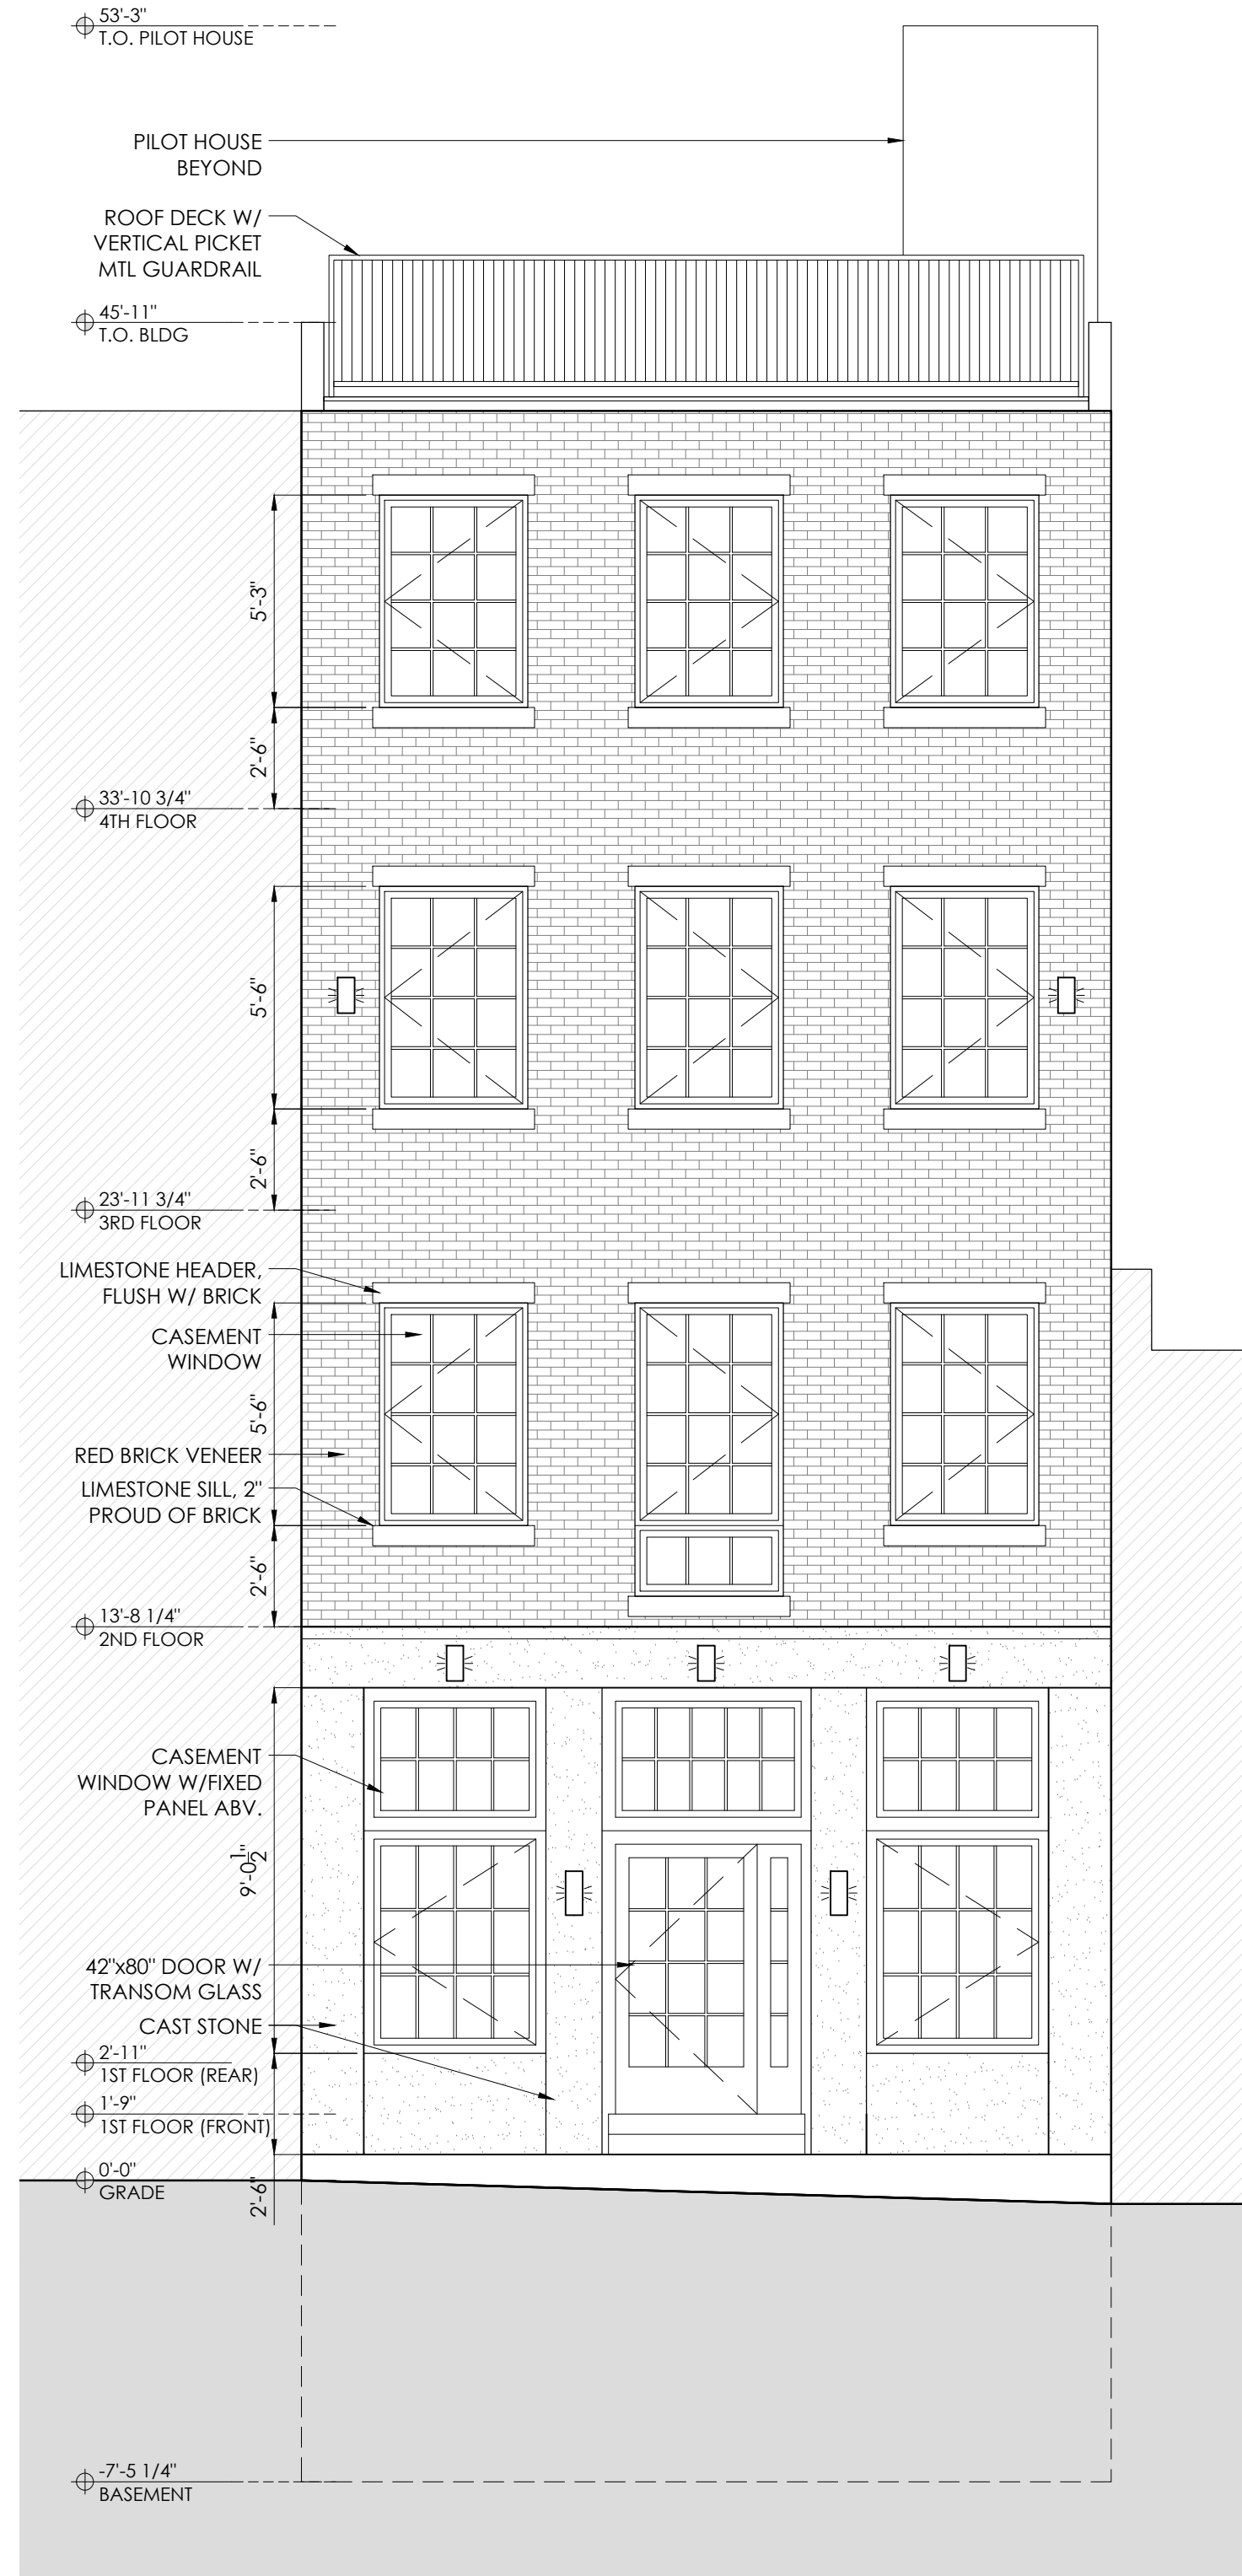 53'-3"
T.O. PILOT HOUSE
PILOT HOUSE
BEYOND
ROOF DECK W/
VERTICAL PICKET
MTL GUARDRAIL
45'-11"
T.O. BLDG
5'-3"
2'-6"
33'-10 3/4"
4TH FLOOR
5'-6"
2'-6"
23'-11 3/4"
3RD FLOOR
LIMESTONE HEADER,
FLUSH W/ BRICK
CASEMENT
WINDOW
5'-6"
RED BRICK VENEER
LIMESTONE SILL, 2"
PROUD OF BRICK
2'-6"
13'-8 1/4"
2ND FLOOR
CASEMENT
WINDOW W/FIXED
PANEL ABV.
9'-0 1/2"
42"x80" DOOR W/
TRANSOM GLASS
CAST STONE
2'-11"
1ST FLOOR (REAR)
1'-9"
1ST FLOOR (FRONT)
0'-0"
GRADE
2'-6"
-7'-5 1/4"
BASEMENT